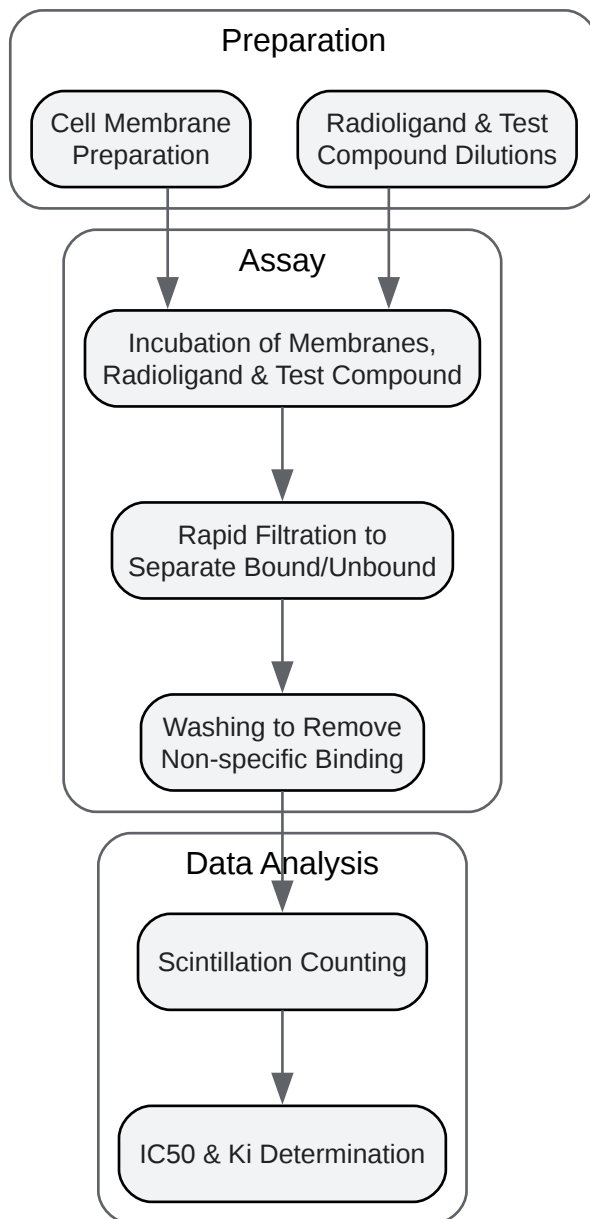 Preparation
Cell Membrane
Preparation
Radioligand & Test
Compound Dilutions
Assay
Incubation of Membranes,
Radioligand & Test Compound
Rapid Filtration to
Separate Bound/Unbound
Washing to Remove
Non-specific Binding
Data Analysis
Scintillation Counting
IC50 & Ki Determination